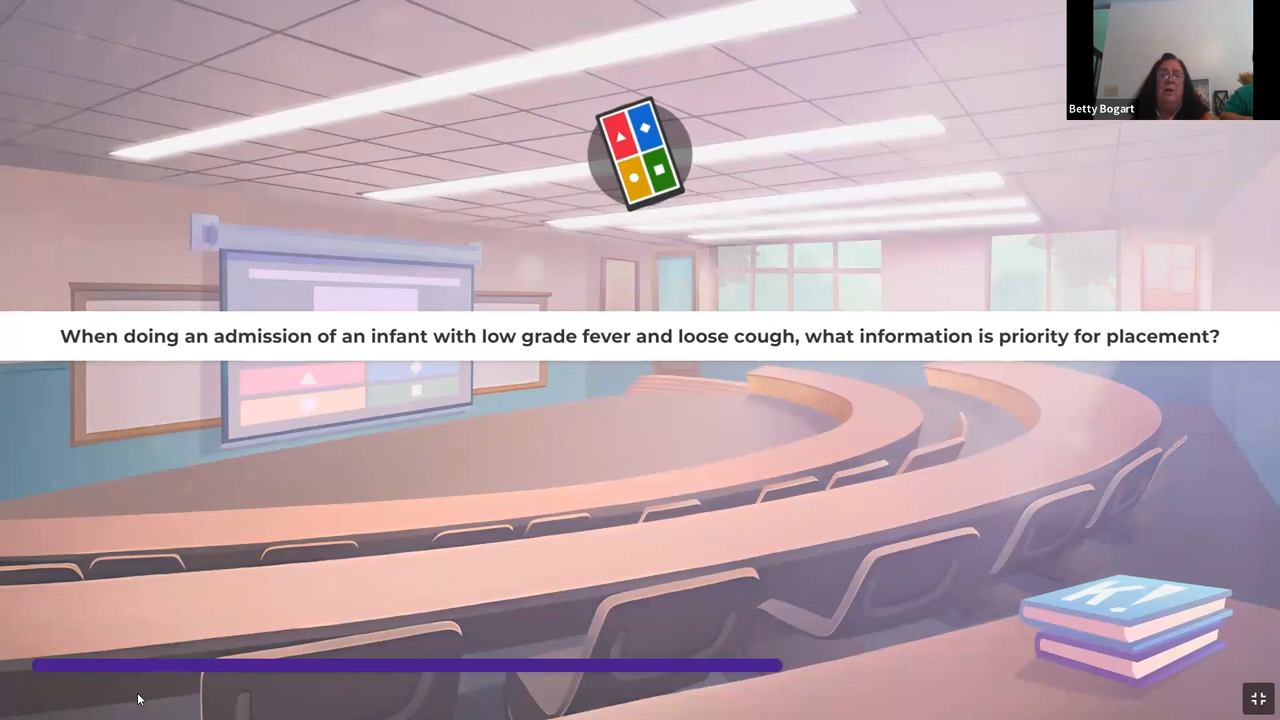 Betty Bogart
When doing an admission of an infant with low grade fever and loose cough, what information is priority for placement?
K!